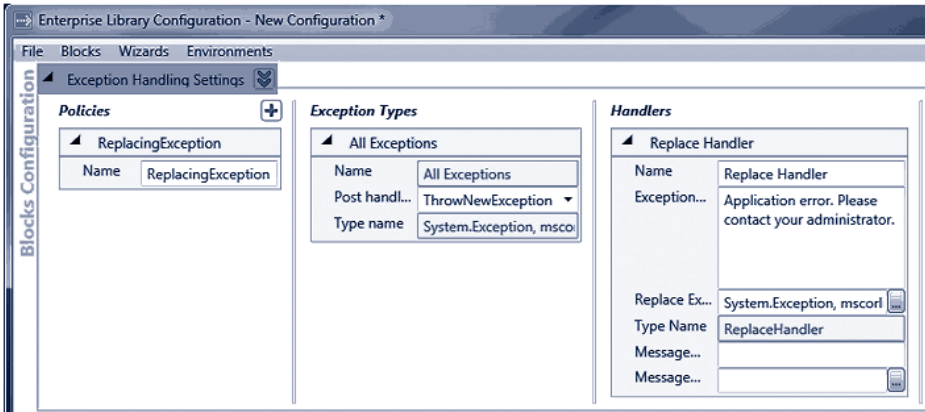 Enterprise Library Configuration - New Configuration *
File Blocks Wizards Environments
Blocks Configuration
Exception Handling Settings
Policies
ReplacingException
Name ReplacingException
Exception Types
All Exceptions
Name All Exceptions
Post handl... ThrowNewException
Type name System.Exception, msco
Handlers
Replace Handler
Name Replace Handler
Exception... Application error. Please
contact your administrator.
Replace Ex... System.Exception, mscorl
Type Name ReplaceHandler
Message...
Message...